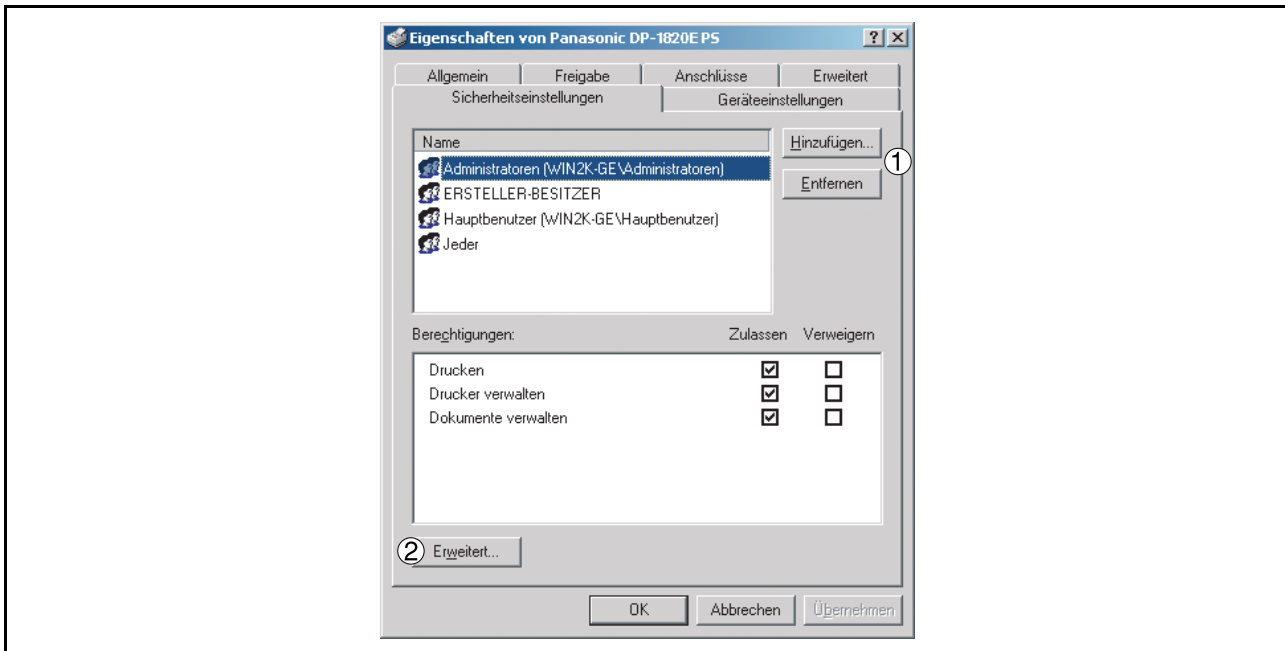 Eigenschaften von Panasonic DP-1820E PS
Allgemein Freigabe Anschlüsse Erweitert
Sicherheitseinstellungen Geräteeinstellungen
Name
Hinzufügen...
①
Entfernen
Administratoren (WIN2K-GE\Administratoren)
ERSTELLER-BESITZER
Hauptbenutzer (WIN2K-GE\Hauptbenutzer)
Jeder
Berechtigungen: Zulassen Verweigern
Drucken
Drucker verwalten
Dokumente verwalten
② Erweitert...
OK Abbrechen Übernehmen